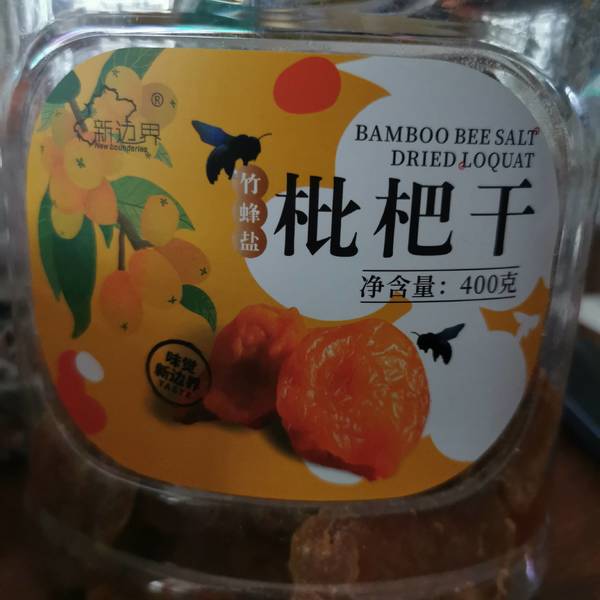 新边界
®
New boundaries
BAMBOO BEE SALT
DRIED LOQUAT
竹蜂盐
枇杷干
净含量：400克
味觉
新边界
TASTE